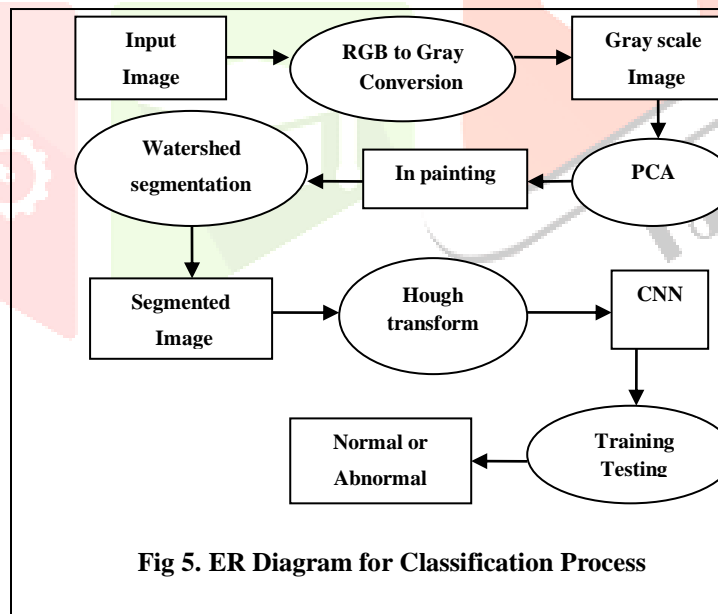 Input
Image
RGB to Gray
Conversion
Gray scale
Image
Watershed
segmentation
In painting
PCA
Segmented
Image
Hough
transform
CNN
Normal or
Abnormal
Training
Testing
Fig 5. ER Diagram for Classification Process